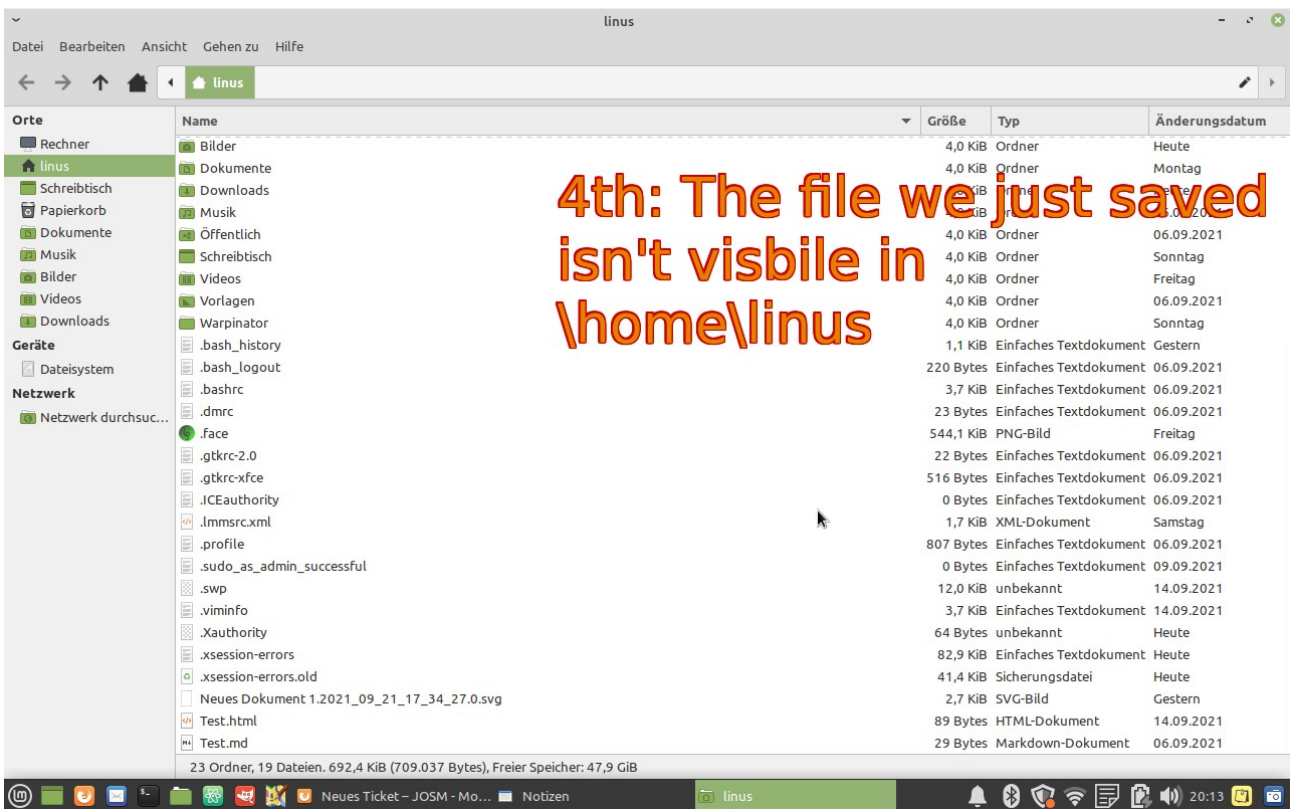 linus
Datei Bearbeiten Ansicht Gehen zu Hilfe
linus
Orte
Rechner
linus
Schreibtisch
Papierkorb
Dokumente
Musik
Bilder
Videos
Downloads
Geräte
Dateisystem
Netzwerk
Netzwerk durchsuc...
Name Größe Typ Änderungsdatum
Bilder 4,0 KiB Ordner Heute
Dokumente 4,0 KiB Ordner Montag
Downloads
Musik
Öffentlich 4,0 KiB Ordner 06.09.2021
Schreibtisch 4,0 KiB Ordner Sonntag
Videos 4,0 KiB Ordner Freitag
Vorlagen 4,0 KiB Ordner 06.09.2021
Warpinator 4,0 KiB Ordner Sonntag
.bash_history 1,1 KiB Einfaches Textdokument Gestern
.bash_logout 220 Bytes Einfaches Textdokument 06.09.2021
.bashrc 3,7 KiB Einfaches Textdokument 06.09.2021
.dmrc 23 Bytes Einfaches Textdokument 06.09.2021
.face 544,1 KiB PNG-Bild Freitag
.gtkrc-2.0 22 Bytes Einfaches Textdokument 06.09.2021
.gtkrc-xfce 516 Bytes Einfaches Textdokument 06.09.2021
.ICEauthority 0 Bytes Einfaches Textdokument 06.09.2021
.lmmsrc.xml 1,7 KiB XML-Dokument Samstag
.profile 807 Bytes Einfaches Textdokument 06.09.2021
.sudo_as_admin_successful 0 Bytes Einfaches Textdokument 09.09.2021
.swp 12,0 KiB unbekannt 14.09.2021
.viminfo 3,7 KiB Einfaches Textdokument 14.09.2021
.Xauthority 64 Bytes unbekannt Heute
.xsession-errors 82,9 KiB Einfaches Textdokument Heute
.xsession-errors.old 41,4 KiB Sicherungsdatei Heute
Neues Dokument 1.2021_09_21_17_34_27.0.svg 2,7 KiB SVG-Bild Gestern
Test.html 89 Bytes HTML-Dokument 14.09.2021
Test.md 29 Bytes Markdown-Dokument 06.09.2021
4th: The file we just saved
isn't visbile in
\home\linus
23 Ordner, 19 Dateien. 692,4 KiB (709.037 Bytes), Freier Speicher: 47,9 GiB
Neues Ticket – JOSM - Mo... Notizen linus 20:13